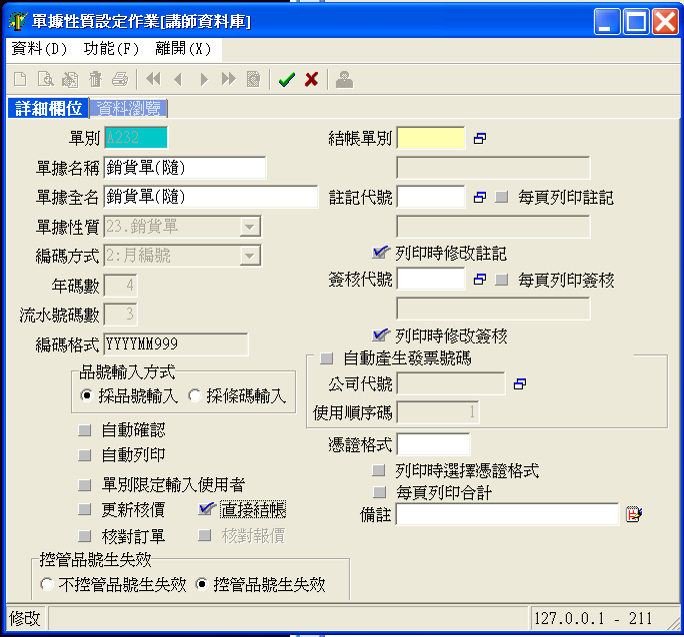 單據性質設定作業[講師資料庫]
資料(D) 功能(F) 離開(X)
詳細欄位 資料瀏覽
單別 A232
單據名稱 銷貨單(隨)
單據全名 銷貨單(隨)
單據性質 23.銷貨單
編碼方式 2:月編號
年碼數 4
流水號碼數 3
編碼格式 YYYYMM999
品號輸入方式
採品號輸入 採條碼輸入
自動確認
自動列印
單別限定輸入使用者
更新核價 直接結帳
核對訂單 核對報價
控管品號生失效
不控管品號生失效 控管品號生失效
結帳單別
註記代號 每頁列印註記
列印時修改註記
簽核代號 每頁列印簽核
列印時修改簽核
自動產生發票號碼
公司代號
使用順序碼 1
憑證格式
列印時選擇憑證格式
每頁列印合計
備註
修改 127.0.0.1 - 211